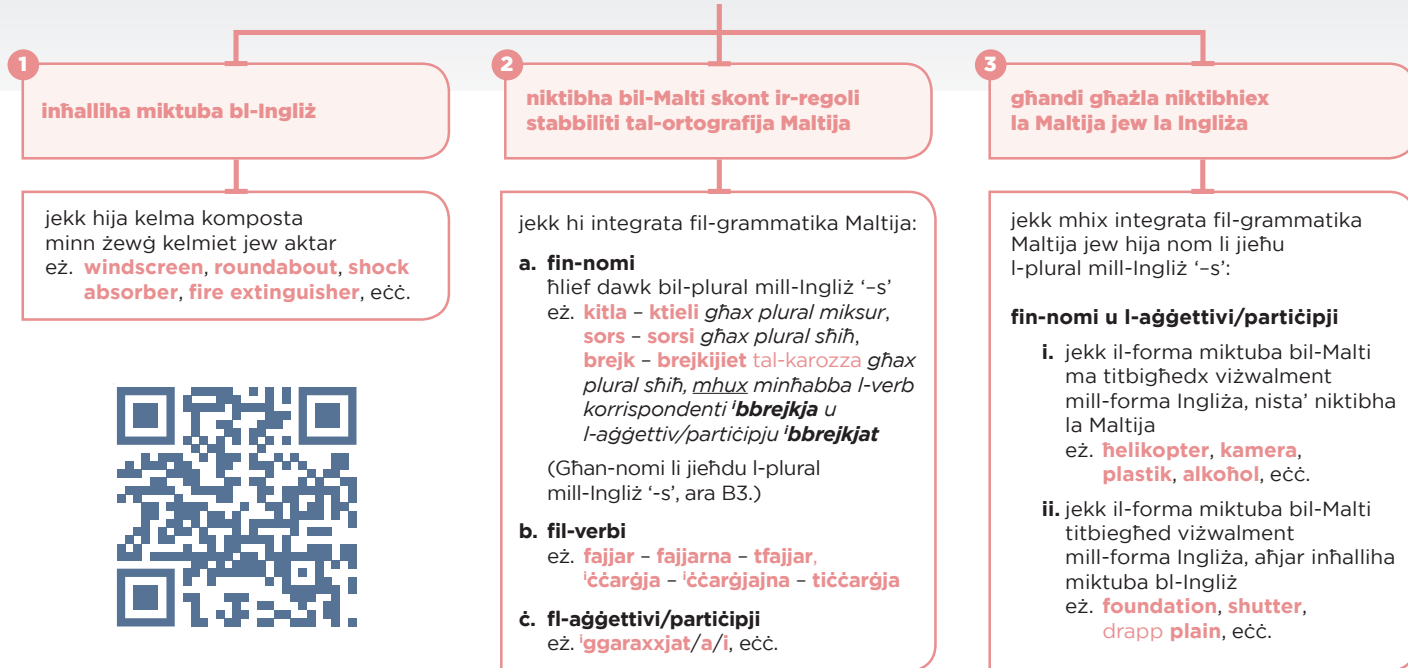 1
inħalliha miktuba bl-Ingliż
jekk hija kelma komposta
minn żewġ kelmiet jew aktar
eż. windscreen, roundabout, shock
absorber, fire extinguisher, eċċ.
2
niktibha bil-Malti skont ir-regoli
stabbiliti tal-ortografija Maltija
jekk hi integrata fil-grammatika Maltija:
a. fin-nomi
ħlief dawk bil-plural mill-Ingliż ‘–s’
eż. kitla – ktieli għax plural miksur,
sors – sorsi għax plural sħiħ,
brejk – brejkijiet tal-karozza għax
plural sħiħ, mhux minħabba l-verb
korrispondenti ibbrejkja u
l-aġġettiv/partiċipju ibbrejkjat
(Għan-nomi li jieħdu l-plural
mill-Ingliż ‘-s’, ara B3.)
b. fil-verbi
eż. fajjar – fajjarna – tfajjar,
iċċarġja – iċċarġjajna – tiċċarġja
ċ. fl-aġġettivi/partiċipji
eż. iggaraxxjat/a/i, eċċ.
3
għandi għażla niktibhiex
la Maltija jew la Ingliża
jekk mhix integrata fil-grammatika
Maltija jew hija nom li jieħu
l-plural mill-Ingliż ‘–s’:
fin-nomi u l-aġġettivi/partiċipji
i. jekk il-forma miktuba bil-Malti
ma titbigħedx viżwalment
mill-forma Ingliża, nista’ niktibha
la Maltija
eż. ħelikopter, kamera,
plastik, alkoħol, eċċ.
ii. jekk il-forma miktuba bil-Malti
titbiegħed viżwalment
mill-forma Ingliża, aħjar inħalliha
miktuba bl-Ingliż
eż. foundation, shutter,
drapp plain, eċċ.